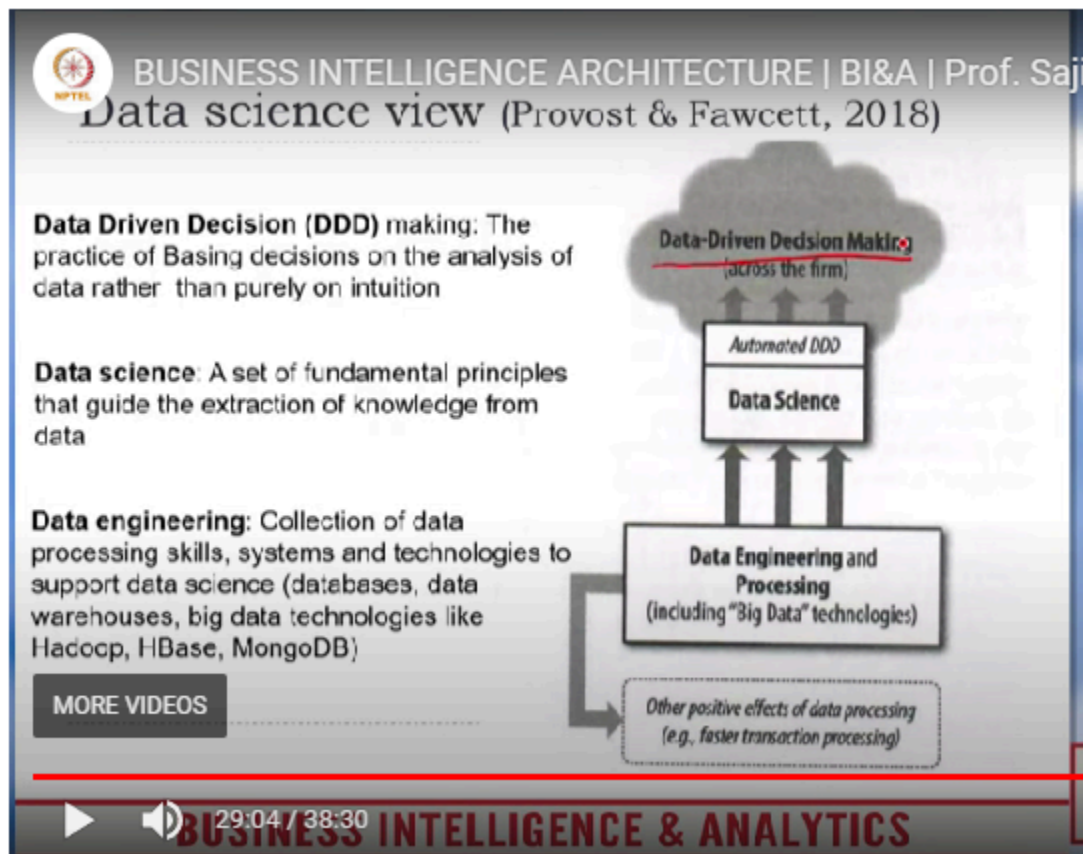 NPTEL
BUSINESS INTELLIGENCE ARCHITECTURE | BI&A | Prof. Saji
Data science view (Provost & Fawcett, 2018)
Data Driven Decision (DDD) making: The
practice of Basing decisions on the analysis of
data rather than purely on intuition
Data science: A set of fundamental principles
that guide the extraction of knowledge from
data
Data engineering: Collection of data
processing skills, systems and technologies to
support data science (databases, data
warehouses, big data technologies like
Hadoop, HBase, MongoDB)
Data-Driven Decision Making
(across the firm)
Automated DDD
Data Science
Data Engineering and
Processing
(including "Big Data" technologies)
Other positive effects of data processing
(e.g., faster transaction processing)
MORE VIDEOS
29:04 / 38:30
BUSINESS INTELLIGENCE & ANALYTICS